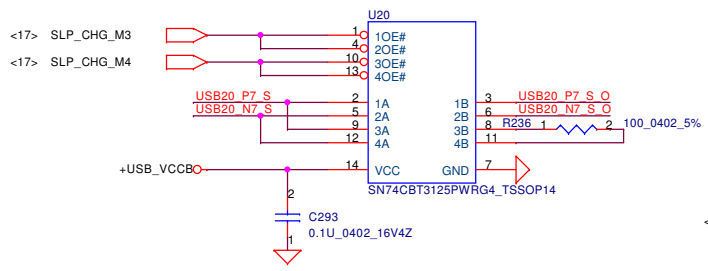 U20
<17> SLP_CHG_M3
1 1OE#
4 2OE#
<17> SLP_CHG_M4
10 3OE#
13 4OE#
USB20_P7_S 2 1A 1B 3 USB20_P7_S_O
USB20_N7_S 5 2A 2B 6 USB20_N7_S_O
9 3A 3B 8 R236 1 2 100_0402_5%
12 4A 4B 11
+USB_VCCB 14 VCC GND 7
SN74CBT3125PWRG4_TSSOP14
2
C293
0.1U_0402_16V4Z
1
<